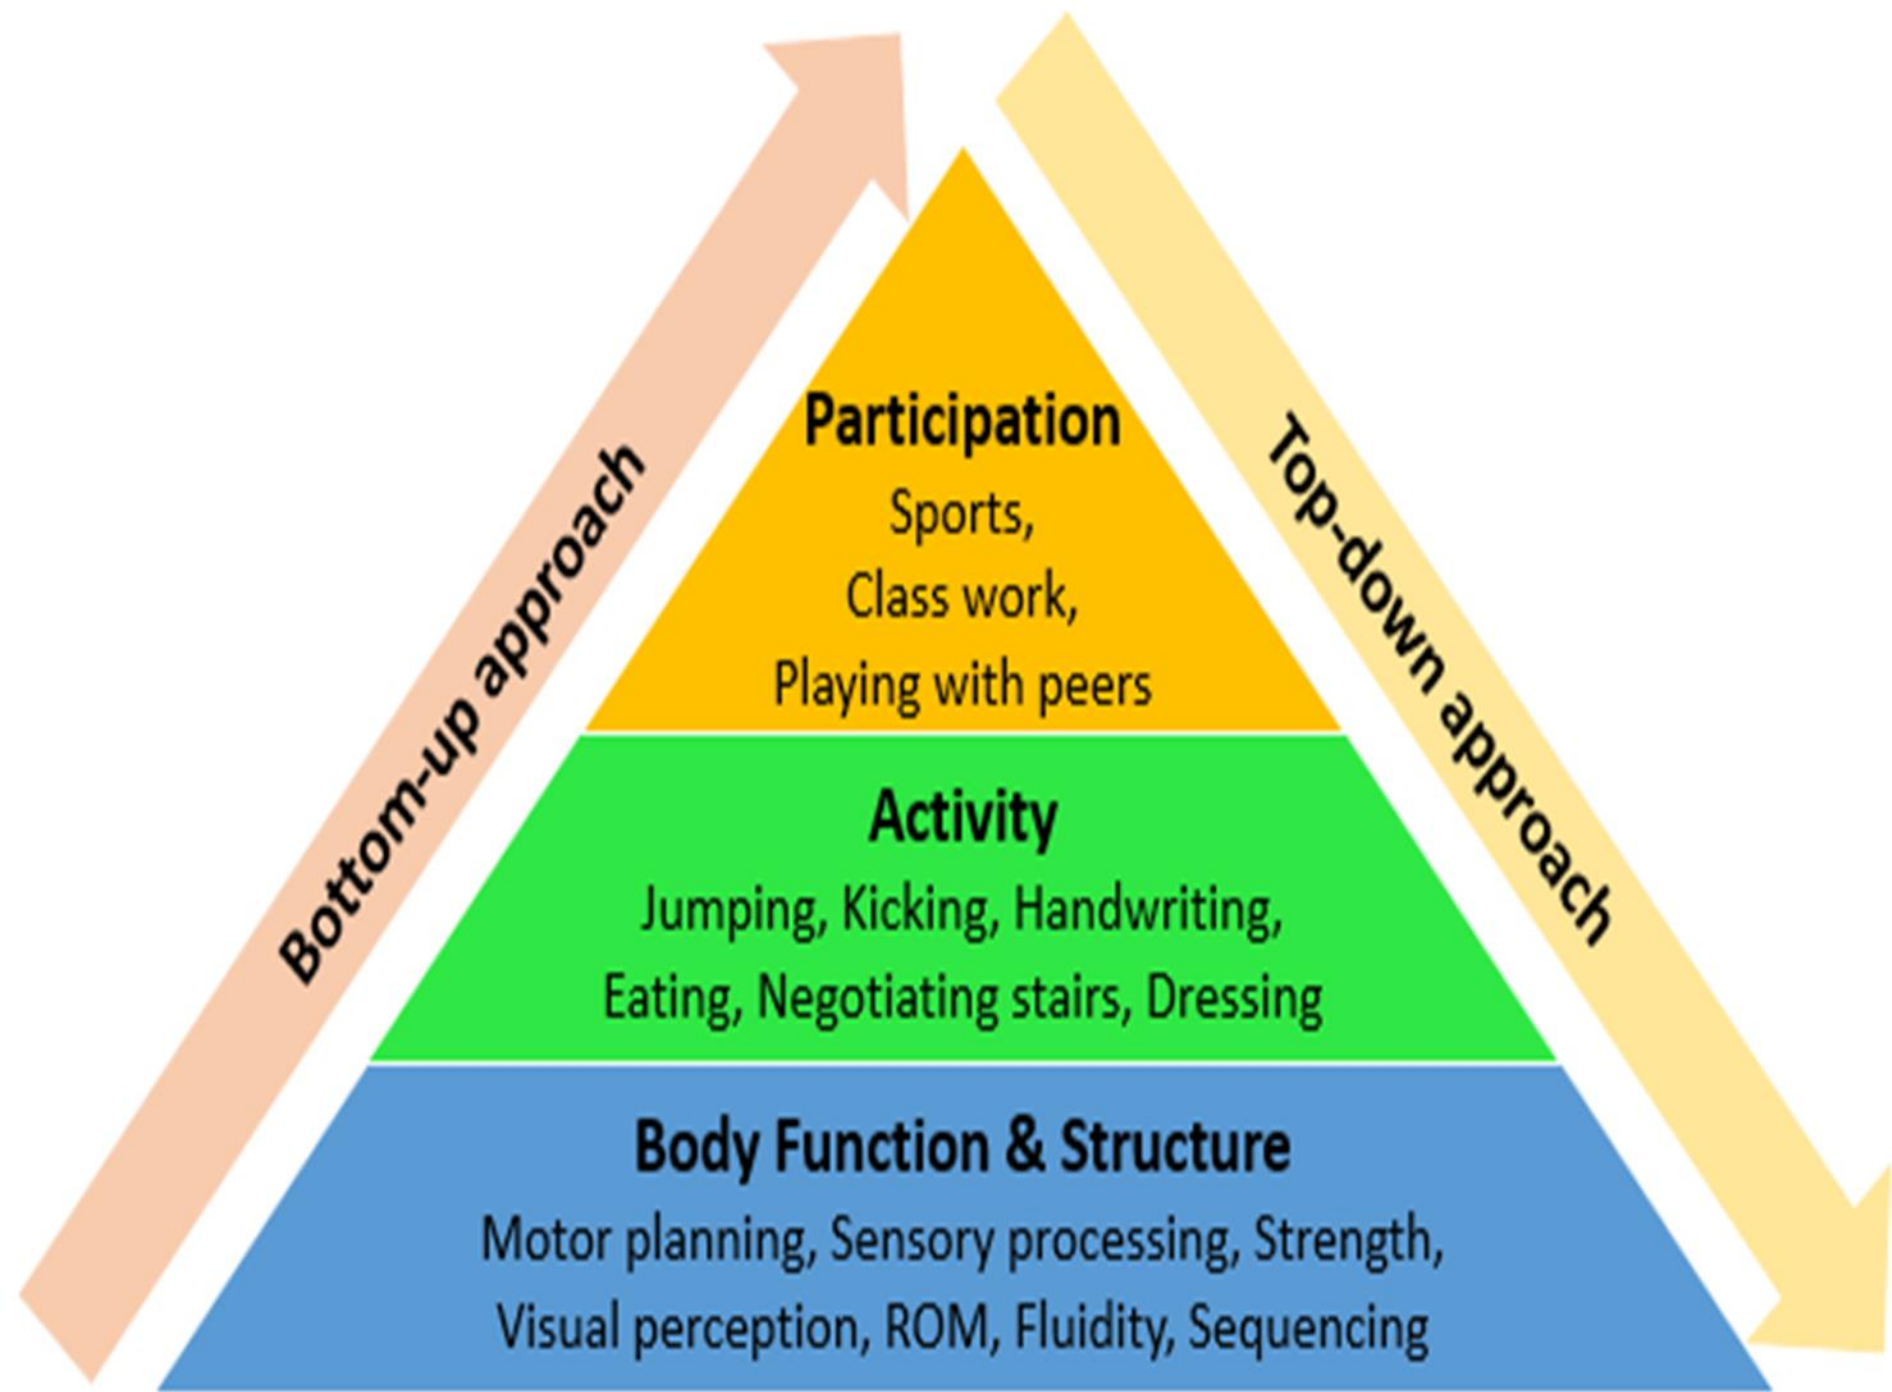 Bottom-up approach
Top-down approach
Participation
Sports,
Class work,
Playing with peers
Activity
Jumping, Kicking, Handwriting,
Eating, Negotiating stairs, Dressing
Body Function & Structure
Motor planning, Sensory processing, Strength,
Visual perception, ROM, Fluidity, Sequencing